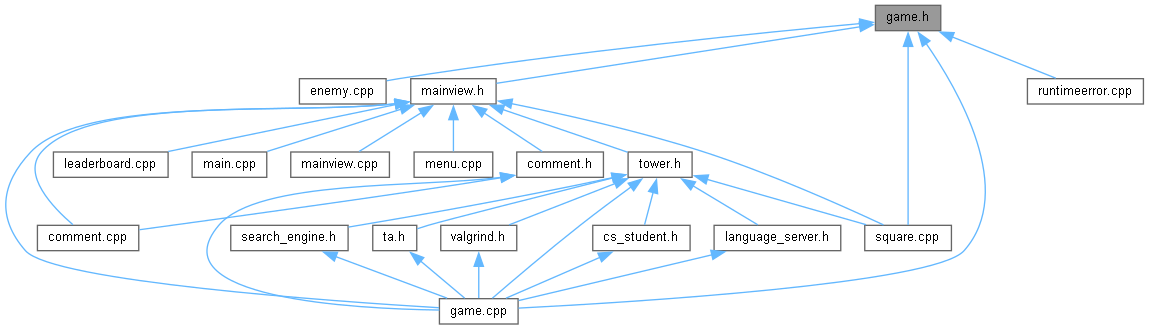 game.h
enemy.cpp
mainview.h
runtimeerror.cpp
leaderboard.cpp
main.cpp
mainview.cpp
menu.cpp
comment.h
tower.h
comment.cpp
search_engine.h
ta.h
valgrind.h
cs_student.h
language_server.h
square.cpp
game.cpp